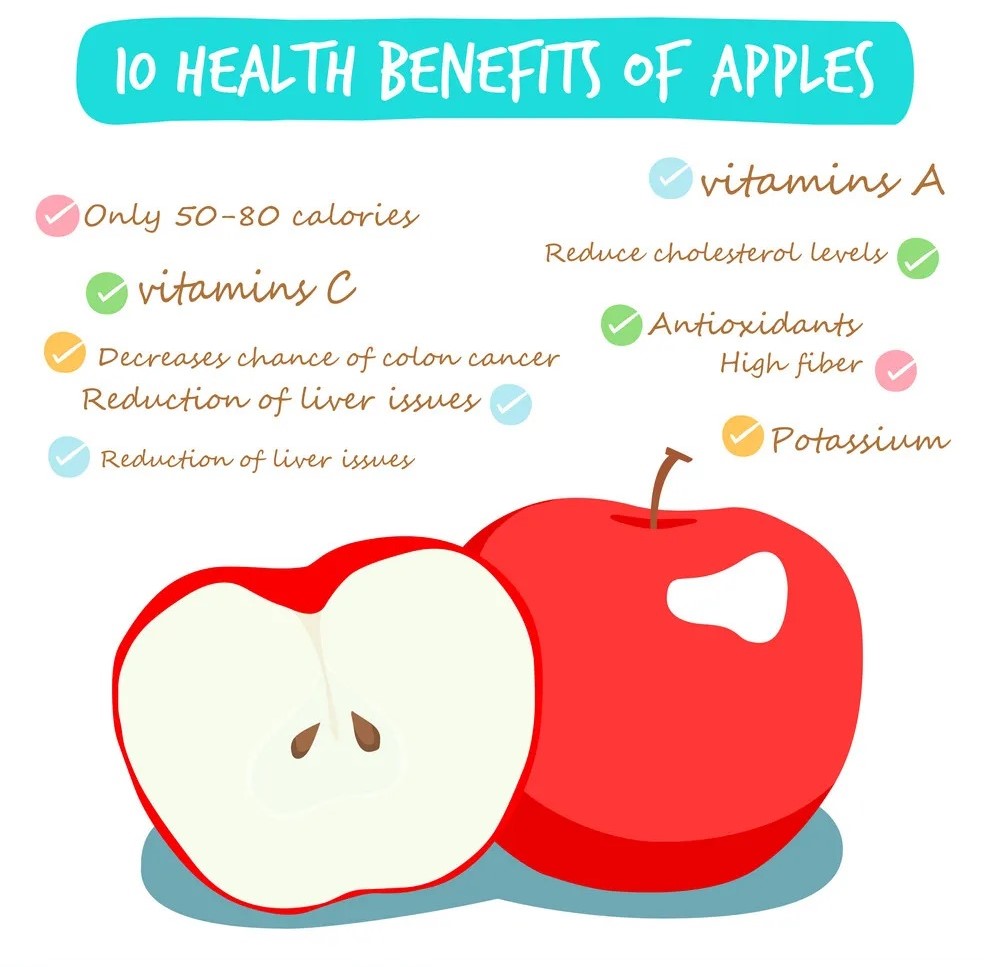 10 HEALTH BENEFITS OF APPLES
Only 50-80 calories
vitamins C
Decreases chance of colon cancer
Reduction of liver issues
Reduction of liver issues
vitamins A
Reduce cholesterol levels
Antioxidants
High fiber
Potassium